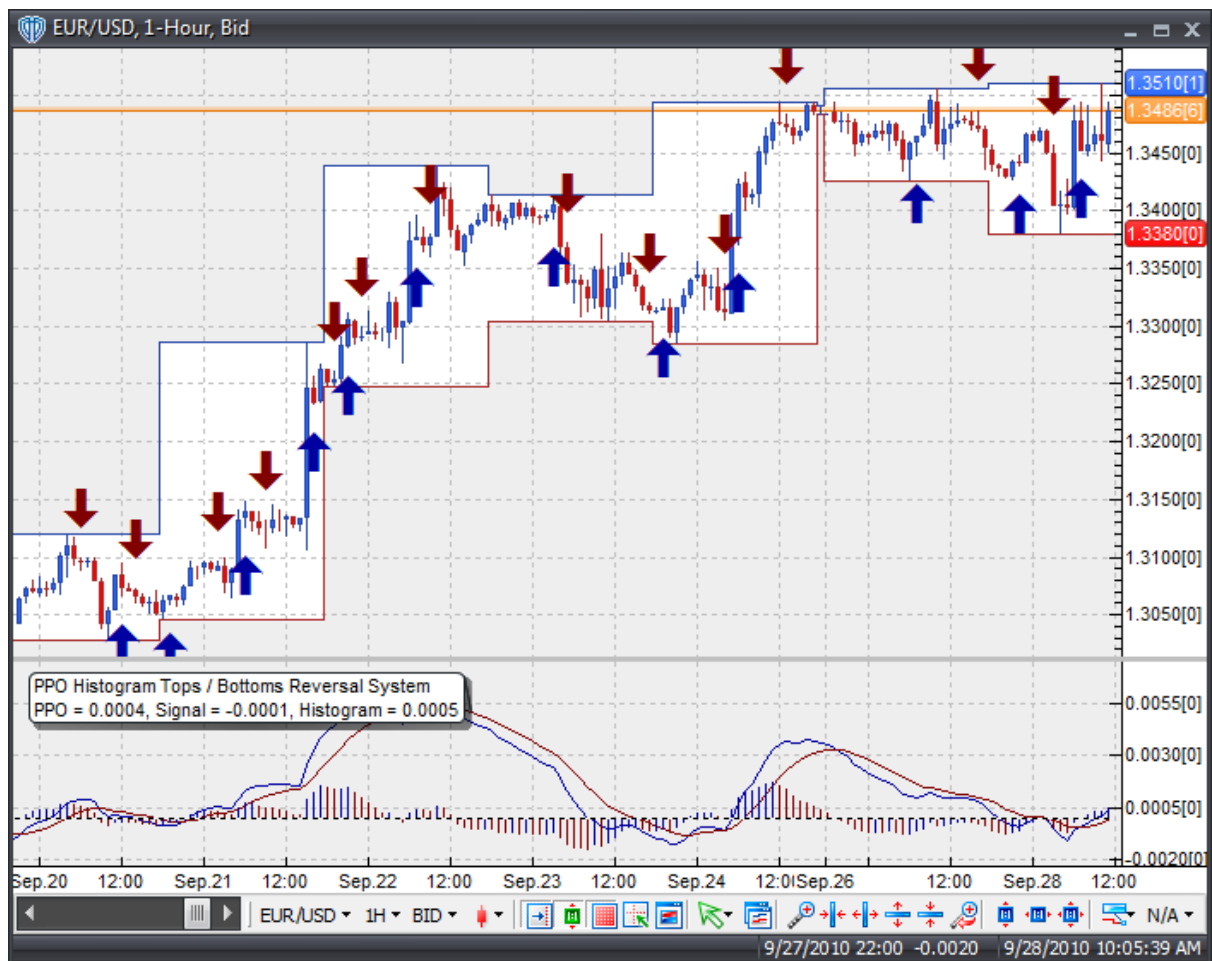 EUR/USD, 1-Hour, Bid
1.3510[1]
1.3486[6]
1.3450[0]
1.3400[0]
1.3380[0]
1.3350[0]
1.3300[0]
1.3250[0]
1.3200[0]
1.3150[0]
1.3100[0]
1.3050[0]
PPO Histogram Tops / Bottoms Reversal System
PPO = 0.0004, Signal = -0.0001, Histogram = 0.0005
0.0055[0]
0.0030[0]
0.0005[0]
-0.0020[0]
Sep.20 12:00 Sep.21 12:00 Sep.22 12:00 Sep.23 12:00 Sep.24 12:0 Sep.26 12:00 Sep.28 12:00
EUR/USD 1H BID N/A
9/27/2010 22:00 -0.0020 9/28/2010 10:05:39 AM